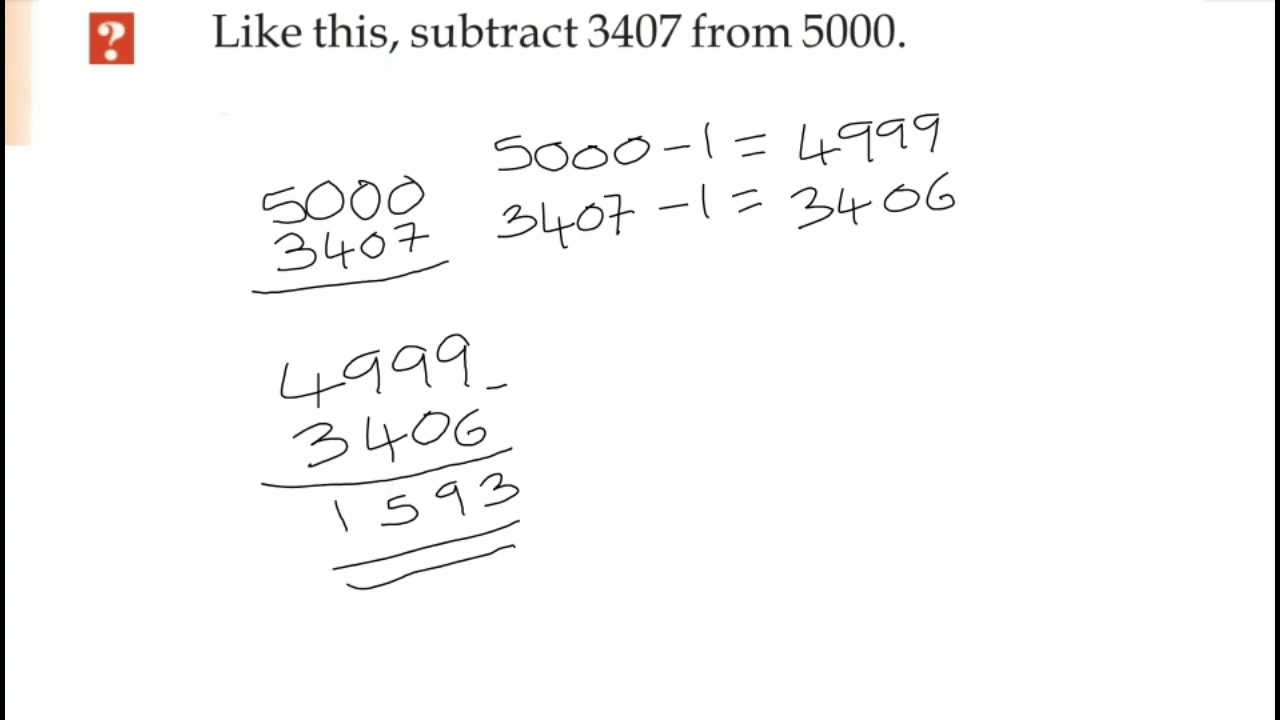 ?
Like this, subtract 3407 from 5000.
5000 - 1 = 4999
3407 - 1 = 3406
5000
3407
4999 -
3406
1593